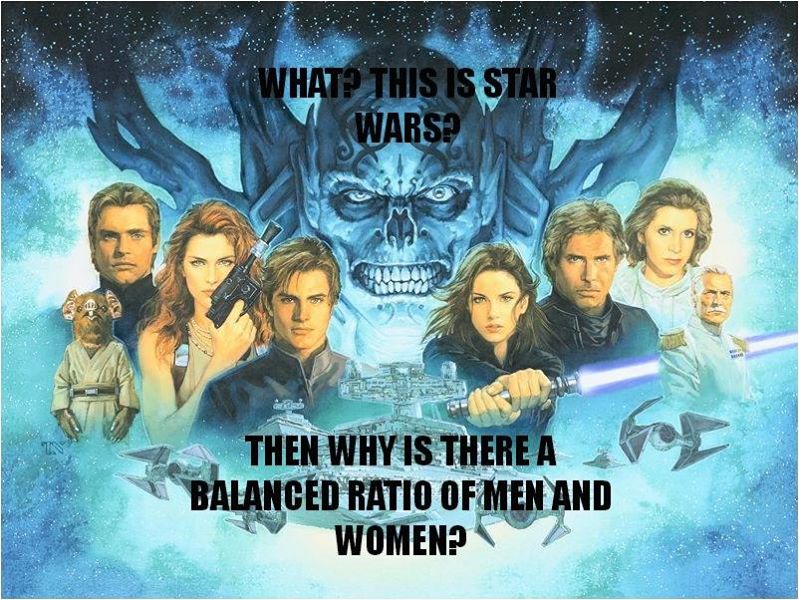 WHAT? THIS IS STAR
WARS?
THEN WHY IS THERE A
BALANCED RATIO OF MEN AND
WOMEN?